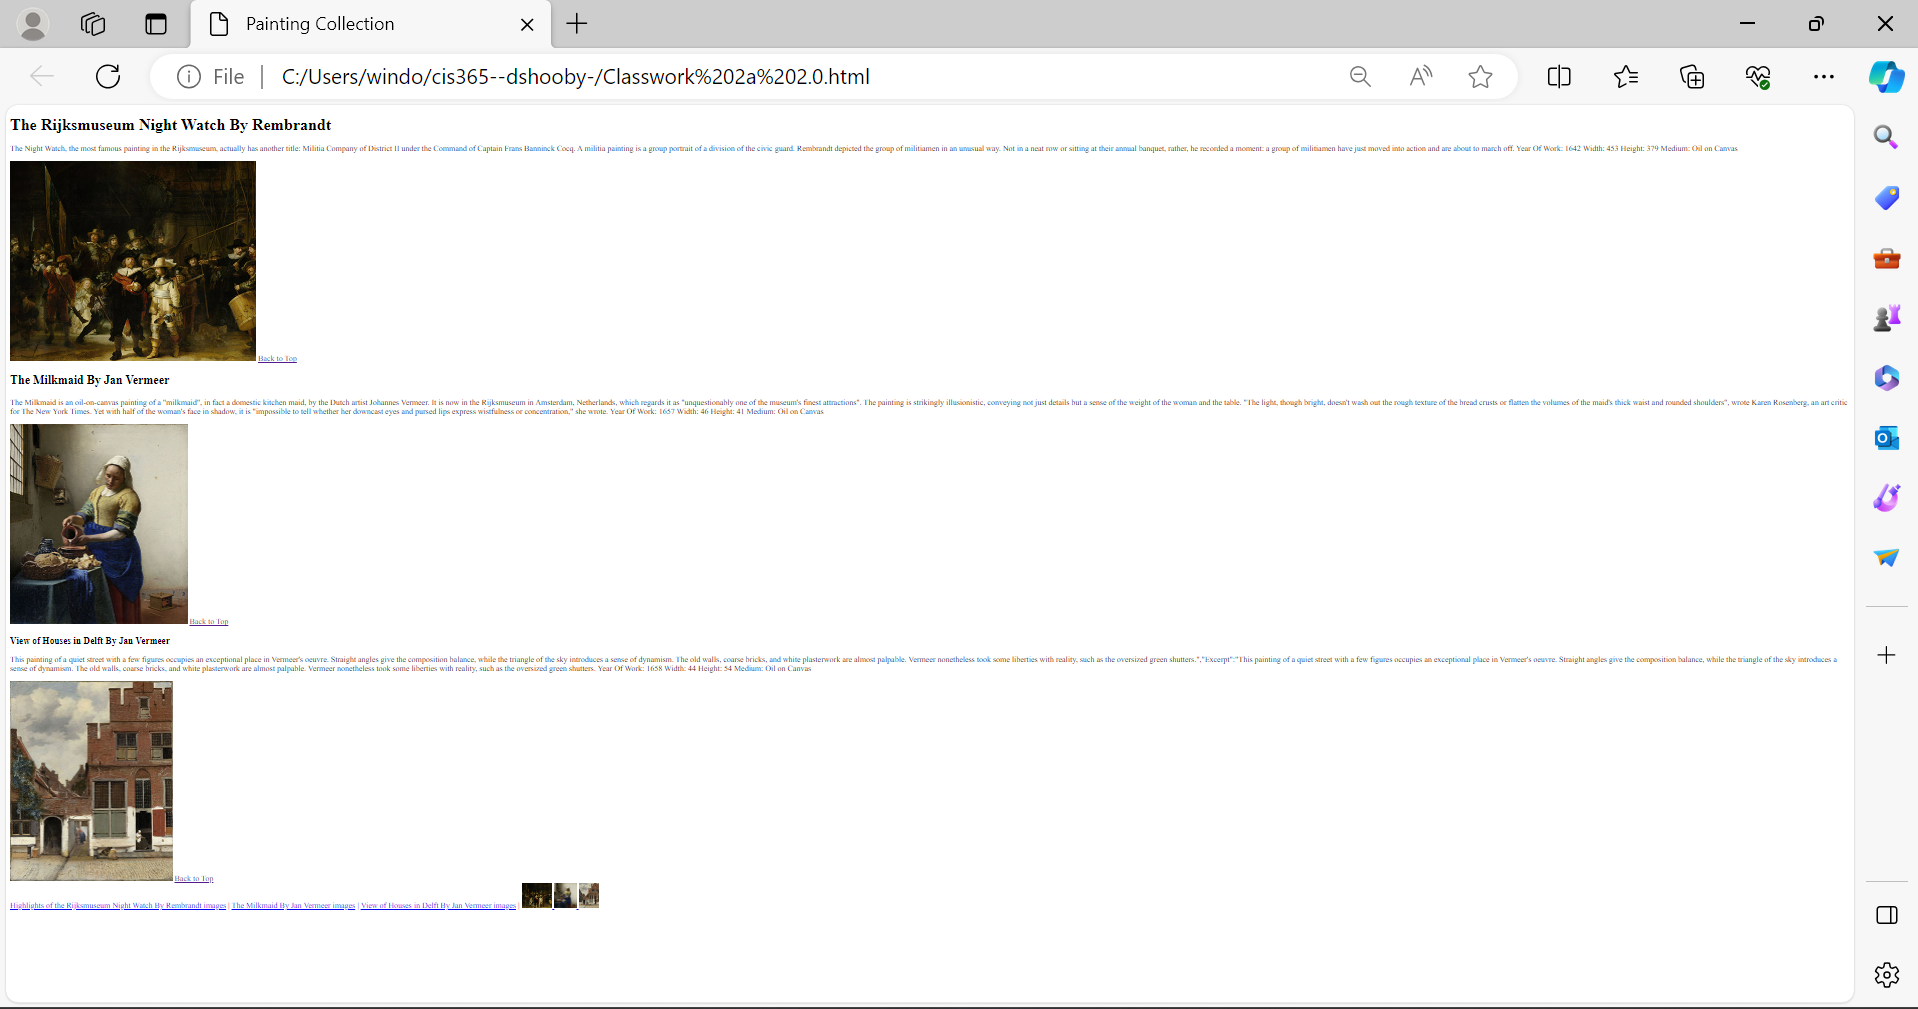 Painting Collection
File
C:/Users/windo/cis365--dshooby-/Classwork%202a%202.0.html
The Rijksmuseum Night Watch By Rembrandt
The Night Watch, the most famous painting in the Rijksmuseum, actually has another title: Militia Company of District II under the Command of Captain Frans Banninck Cocq. A militia painting is a group portrait of a division of the civic guard. Rembrandt depicted the group of militiamen in an unusual way. Not in a neat row or sitting at their annual banquet, rather, he recorded a moment: a group of militiamen have just moved into action and are about to march off. Year Of Work: 1642 Width: 453 Height: 379 Medium: Oil on Canvas
Back to Top
The Milkmaid By Jan Vermeer
The Milkmaid is an oil-on-canvas painting of a "milkmaid", in fact a domestic kitchen maid, by the Dutch artist Johannes Vermeer. It is now in the Rijksmuseum in Amsterdam, Netherlands, which regards it as "unquestionably one of the museum's finest attractions". The painting is strikingly illusionistic, conveying not just details but a sense of the weight of the woman and the table. "The light, though bright, doesn't wash out the rough texture of the bread crusts or flatten the volumes of the maid's thick waist and rounded shoulders", wrote Karen Rosenberg, an art critic
for The New York Times. Yet with half of the woman's face in shadow, it is "impossible to tell whether her downcast eyes and pursed lips express wistfulness or concentration," she wrote. Year Of Work: 1657 Width: 46 Height: 41 Medium: Oil on Canvas
Back to Top
View of Houses in Delft By Jan Vermeer
This painting of a quiet street with a few figures occupies an exceptional place in Vermeer's oeuvre. Straight angles give the composition balance, while the triangle of the sky introduces a sense of dynamism. The old walls, coarse bricks, and white plasterwork are almost palpable. Vermeer nonetheless took some liberties with reality, such as the oversized green shutters.","Excerpt":"This painting of a quiet street with a few figures occupies an exceptional place in Vermeer's oeuvre. Straight angles give the composition balance, while the triangle of the sky introduces a
sense of dynamism. The old walls, coarse bricks, and white plasterwork are almost palpable. Vermeer nonetheless took some liberties with reality, such as the oversized green shutters. Year Of Work: 1658 Width: 44 Height: 54 Medium: Oil on Canvas
Back to Top
Highlights of the Rijksmuseum Night Watch By Rembrandt images | The Milkmaid By Jan Vermeer images | View of Houses in Delft By Jan Vermeer images |